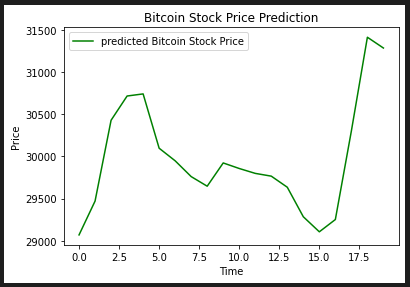 Bitcoin Stock Price Prediction
predicted Bitcoin Stock Price
Price
31500
31000
30500
30000
29500
29000
0.0 2.5 5.0 7.5 10.0 12.5 15.0 17.5
Time